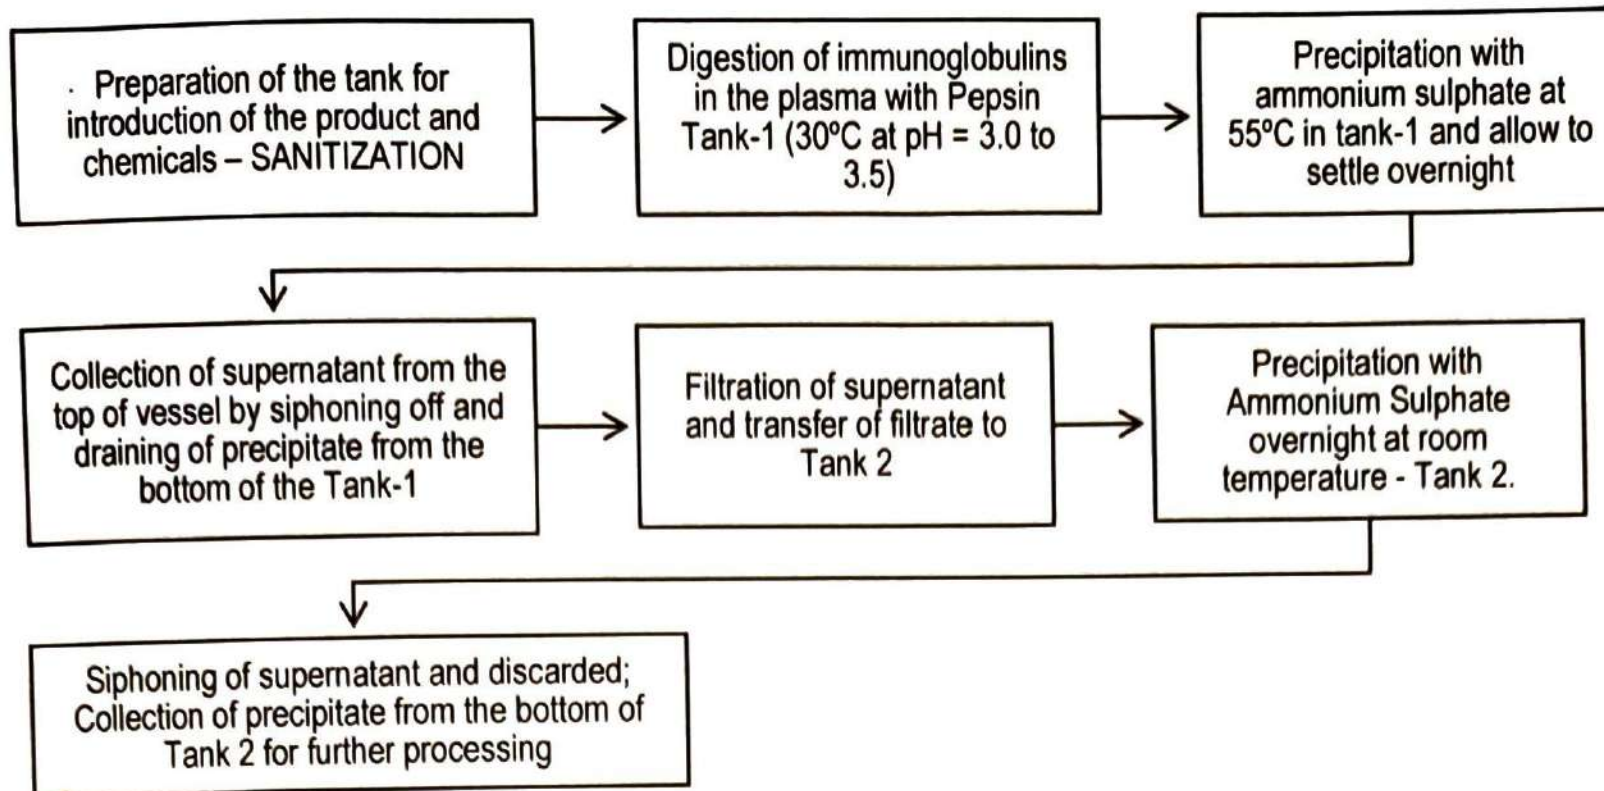 Preparation of the tank for
introduction of the product and
chemicals – SANITIZATION
Digestion of immunoglobulins
in the plasma with Pepsin
Tank-1 (30ºC at pH = 3.0 to
3.5)
Precipitation with
ammonium sulphate at
55ºC in tank-1 and allow to
settle overnight
Collection of supernatant from the
top of vessel by siphoning off and
draining of precipitate from the
bottom of the Tank-1
Filtration of supernatant
and transfer of filtrate to
Tank 2
Precipitation with
Ammonium Sulphate
overnight at room
temperature - Tank 2.
Siphoning of supernatant and discarded;
Collection of precipitate from the bottom of
Tank 2 for further processing